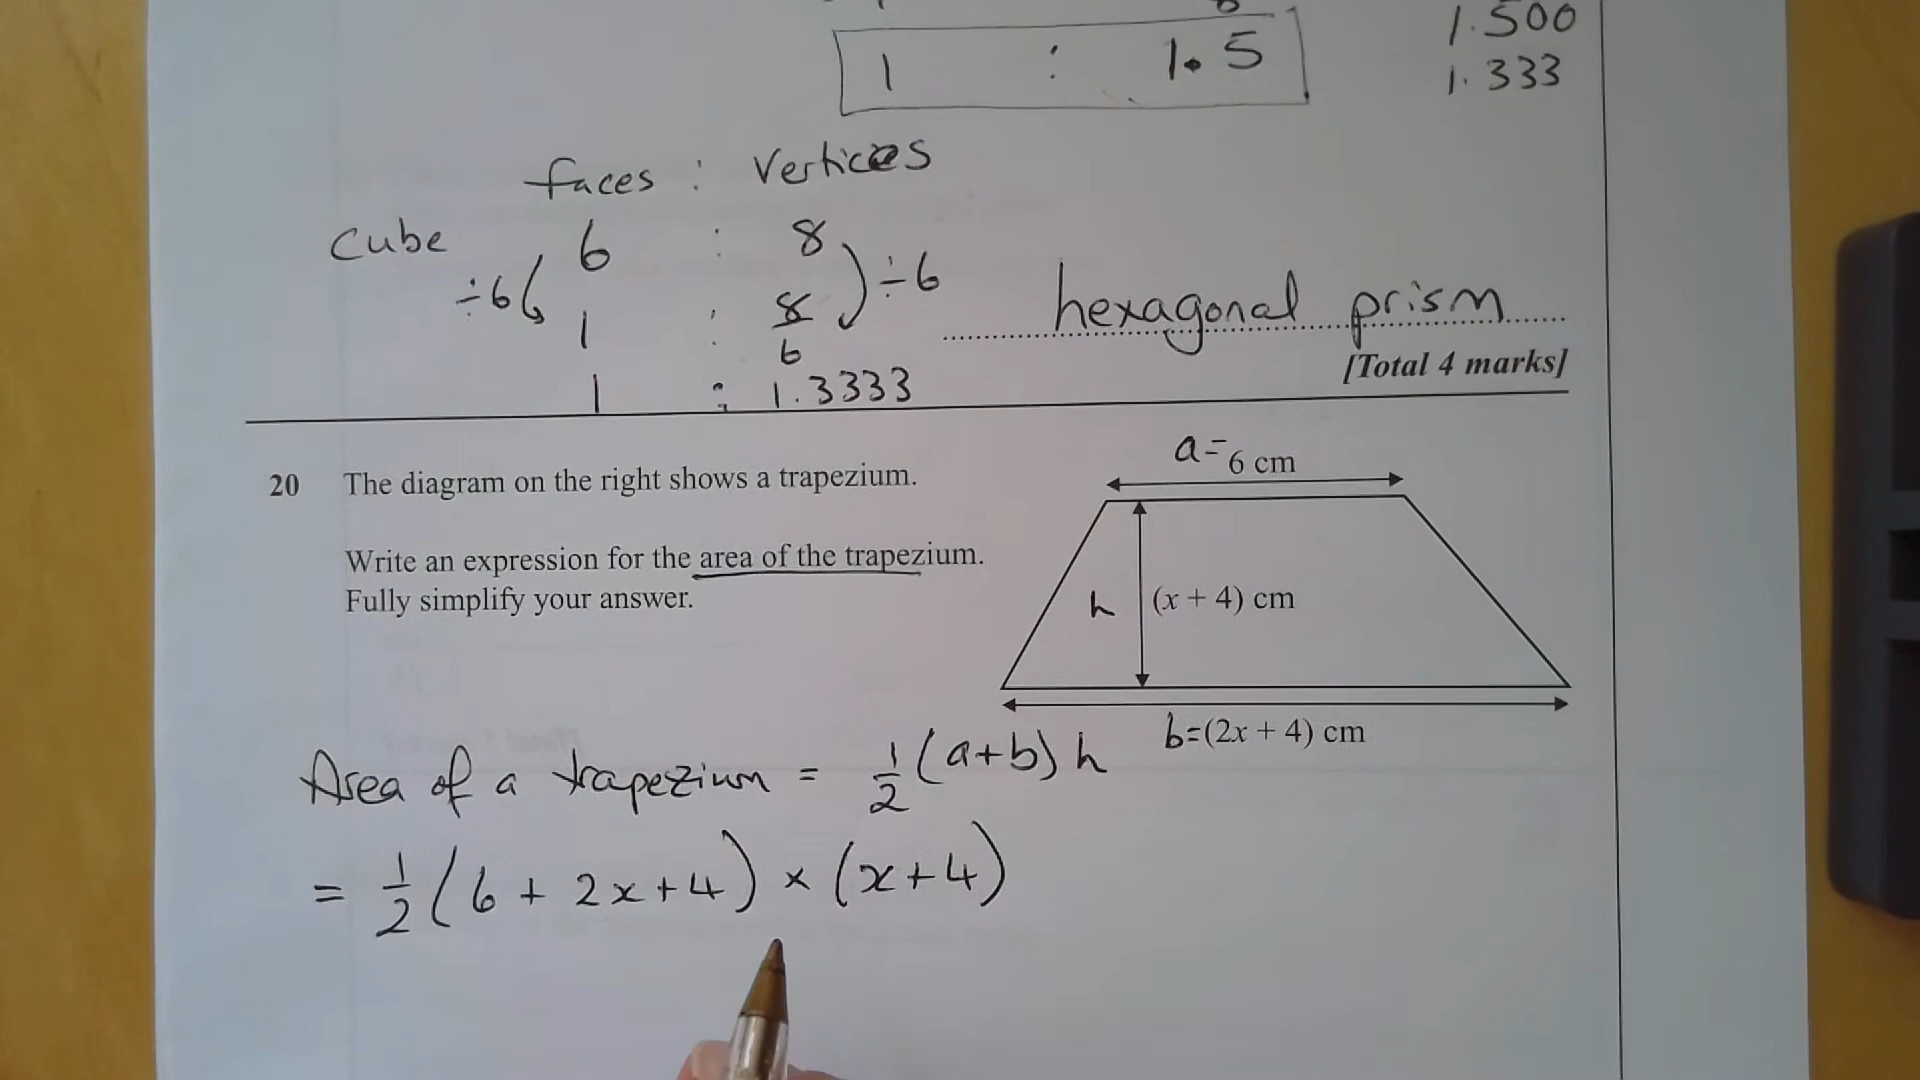 1 : 1.5
1.500
1.333
faces : vertices
Cube 6 : 8
÷6 ÷6
1 : 8
6
1 : 1.3333
hexagonal prism
[Total 4 marks]
20 The diagram on the right shows a trapezium.
Write an expression for the area of the trapezium.
Fully simplify your answer.
a= 6 cm
h (x + 4) cm
b=(2x + 4) cm
Area of a trapezium = 1/2 (a+b) h
= 1/2 (6 + 2x+4) × (x+4)